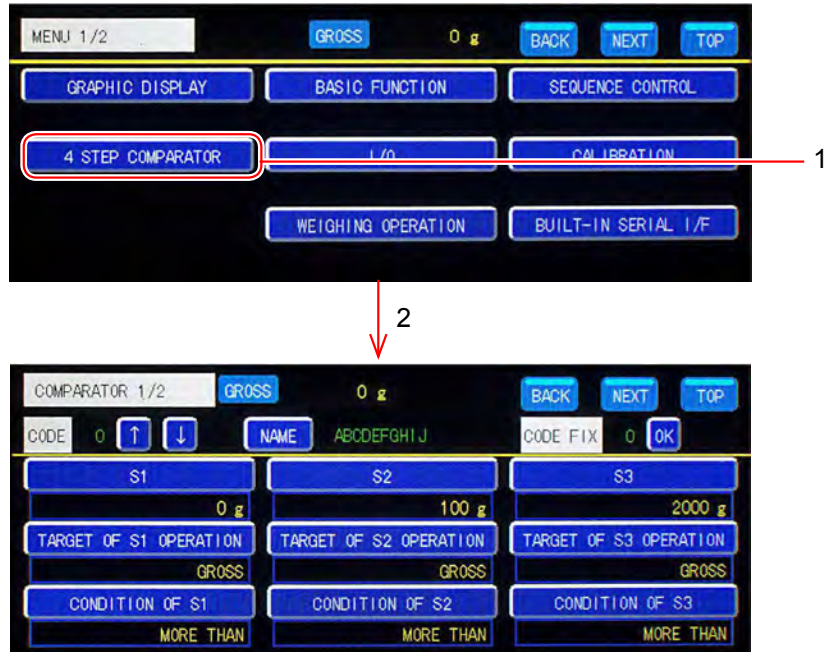 MENU 1/2 GROSS 0 g BACK NEXT TOP
GRAPHIC DISPLAY BASIC FUNCTION SEQUENCE CONTROL
4 STEP COMPARATOR I/O CALIBRATION 1
WEIGHING OPERATION BUILT-IN SERIAL I/F
2
COMPARATOR 1/2 GROSS 0 g BACK NEXT TOP
CODE 0 ↑ ↓ NAME ABCDEFGHIJ CODE FIX 0 OK
S1 S2 S3
0 g 100 g 2000 g
TARGET OF S1 OPERATION TARGET OF S2 OPERATION TARGET OF S3 OPERATION
GROSS GROSS GROSS
CONDITION OF S1 CONDITION OF S2 CONDITION OF S3
MORE THAN MORE THAN MORE THAN